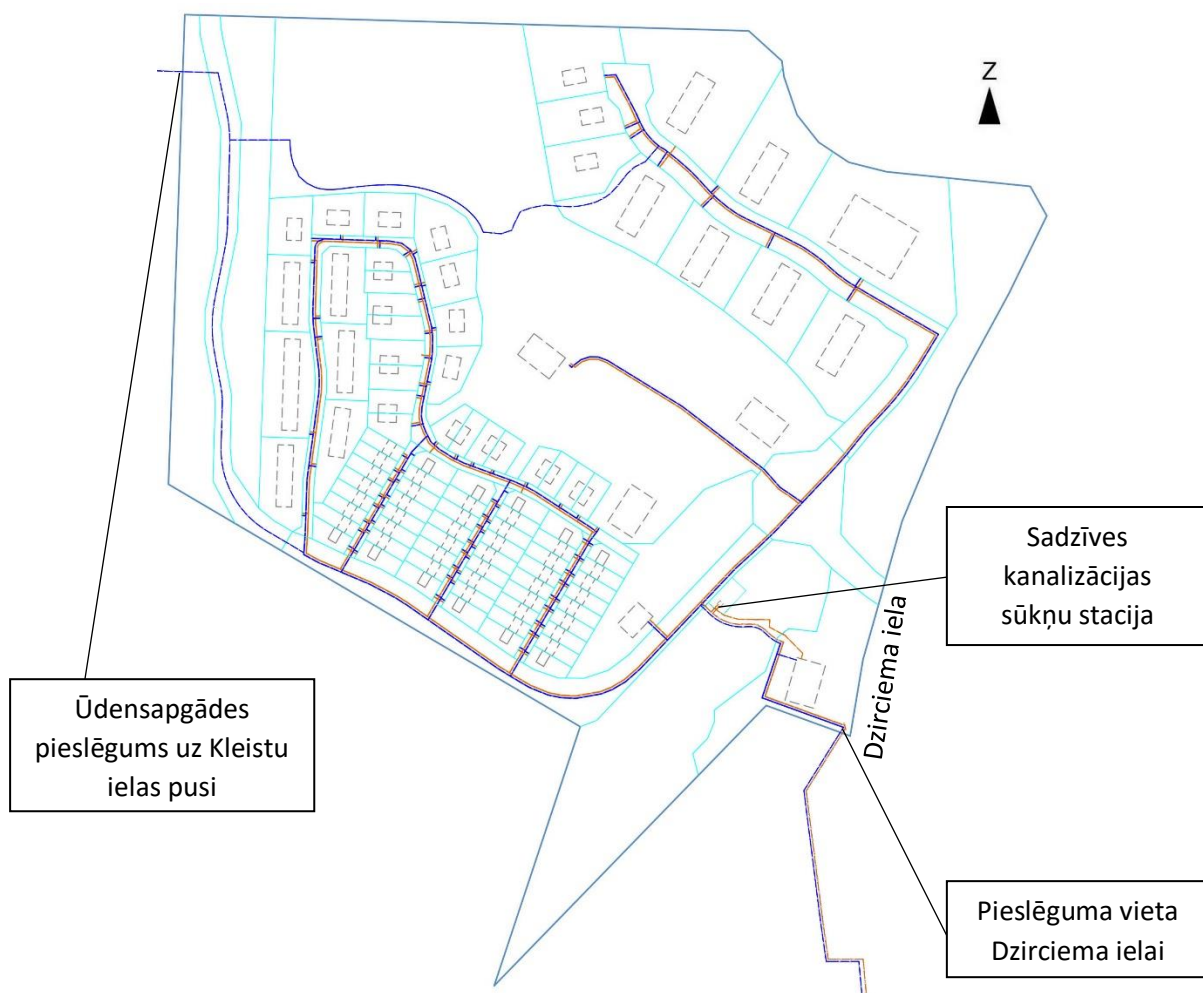 Z
Sadzīves
kanalizācijas
sūkņu stacija
Dzirciema iela
Ūdensapgādes
pieslēgums uz Kleistu
ielas pusi
Pieslēguma vieta
Dzirciema ielai